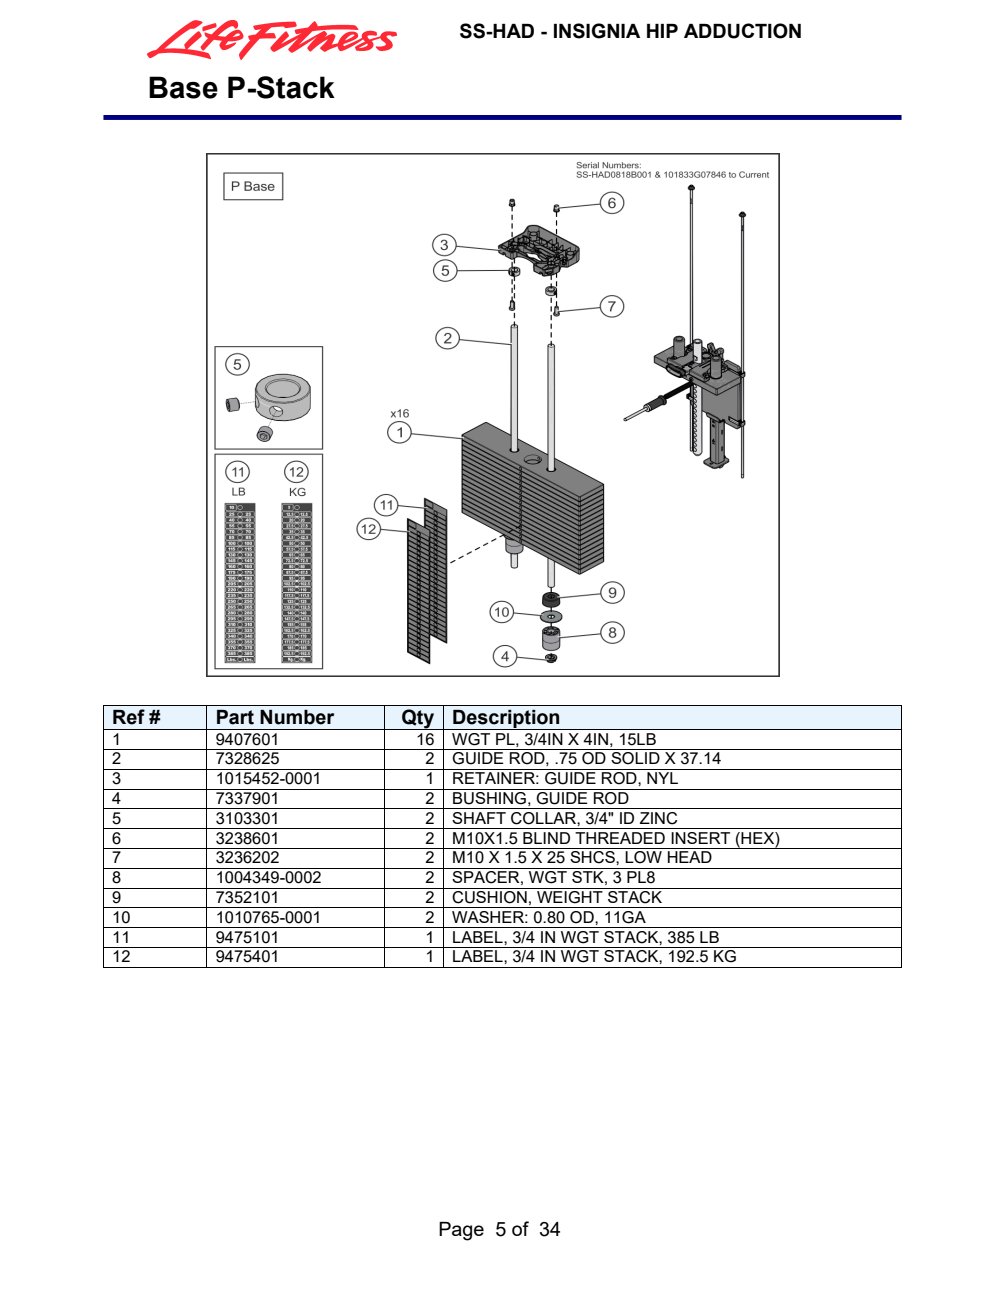 Life Fitness
SS-HAD - INSIGNIA HIP ADDUCTION
Base P-Stack
Serial Numbers:
SS-HAD0818B001 & 101833G07846 to Current
P Base
6
3
5
7
2
5
x16
1
11
12
LB
KG
11
12
9
10
8
4
Ref # Part Number Qty Description
1 9407601 16 WGT PL, 3/4IN X 4IN, 15LB
2 7328625 2 GUIDE ROD, .75 OD SOLID X 37.14
3 1015452-0001 1 RETAINER: GUIDE ROD, NYL
4 7337901 2 BUSHING, GUIDE ROD
5 3103301 2 SHAFT COLLAR, 3/4" ID ZINC
6 3238601 2 M10X1.5 BLIND THREADED INSERT (HEX)
7 3236202 2 M10 X 1.5 X 25 SHCS, LOW HEAD
8 1004349-0002 2 SPACER, WGT STK, 3 PL8
9 7352101 2 CUSHION, WEIGHT STACK
10 1010765-0001 2 WASHER: 0.80 OD, 11GA
11 9475101 1 LABEL, 3/4 IN WGT STACK, 385 LB
12 9475401 1 LABEL, 3/4 IN WGT STACK, 192.5 KG
Page 5 of 34